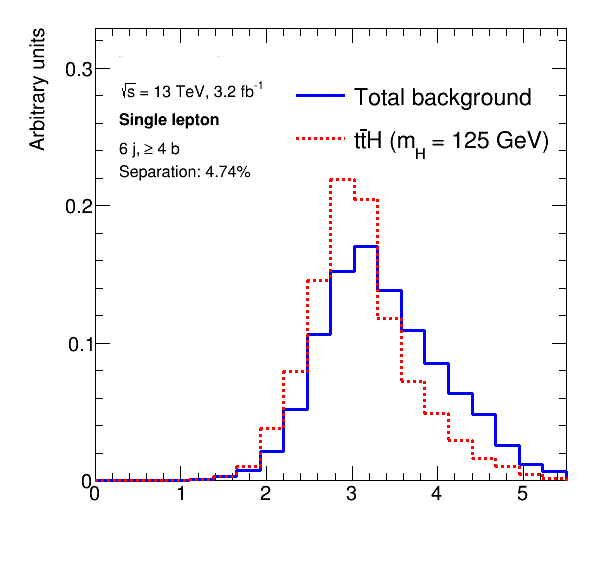 Arbitrary units
0.3
0.2
0.1
0
√s = 13 TeV, 3.2 fb⁻¹
Single lepton
6 j, ≥ 4 b
Separation: 4.74%
Total background
tt̄H (m_H = 125 GeV)
0 1 2 3 4 5